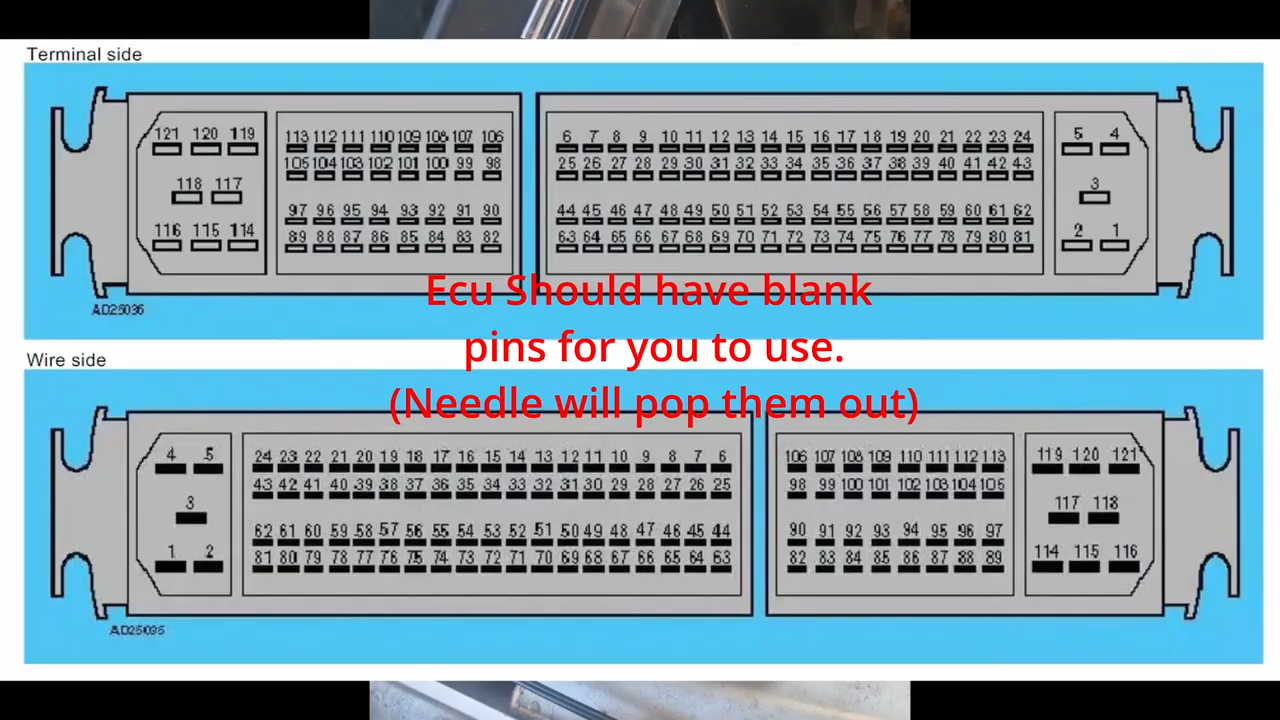 Terminal side
121 120 119 113 112 111 110 109 108 107 106 6 7 8 9 10 11 12 13 14 15 16 17 18 19 20 21 22 23 24 5 4
105 104 103 102 101 100 99 98 25 26 27 28 29 30 31 32 33 34 35 36 37 38 39 40 41 42 43
118 117 3
97 96 95 94 93 92 91 90 44 45 46 47 48 49 50 51 52 53 54 55 56 57 58 59 60 61 62
116 115 114 89 88 87 86 85 84 83 82 63 64 65 66 67 68 69 70 71 72 73 74 75 76 77 78 79 80 81 2 1
Ecu Should have blank
AD25035
pins for you to use.
Wire side
(Needle will pop them out)
4 5 24 23 22 21 20 19 18 17 16 15 14 13 12 11 10 9 8 7 6 106 107 108 109 110 111 112 113 119 120 121
43 42 41 40 39 38 37 36 35 34 33 32 31 30 29 28 27 26 25 98 99 100 101 102 103 104 105
3 117 118
62 61 60 59 58 57 56 55 54 53 52 51 50 49 48 47 46 45 44 90 91 92 93 94 95 96 97
1 2 81 80 79 78 77 76 75 74 73 72 71 70 69 68 67 66 65 64 63 82 83 84 85 86 87 88 89 114 115 116
AD25035